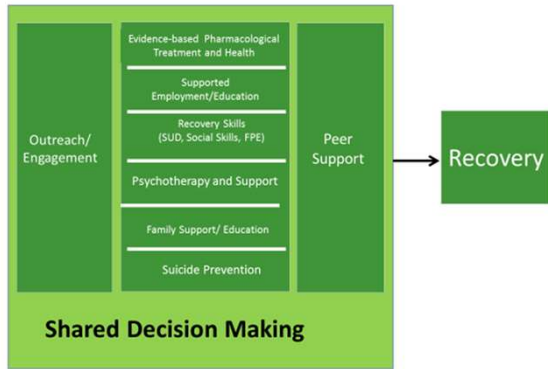 Outreach/
Engagement
Evidence-based Pharmacological
Treatment and Health
Supported
Employment/Education
Recovery Skills
(SUD, Social Skills, FPE)
Psychotherapy and Support
Family Support/ Education
Suicide Prevention
Peer
Support
Shared Decision Making
Recovery